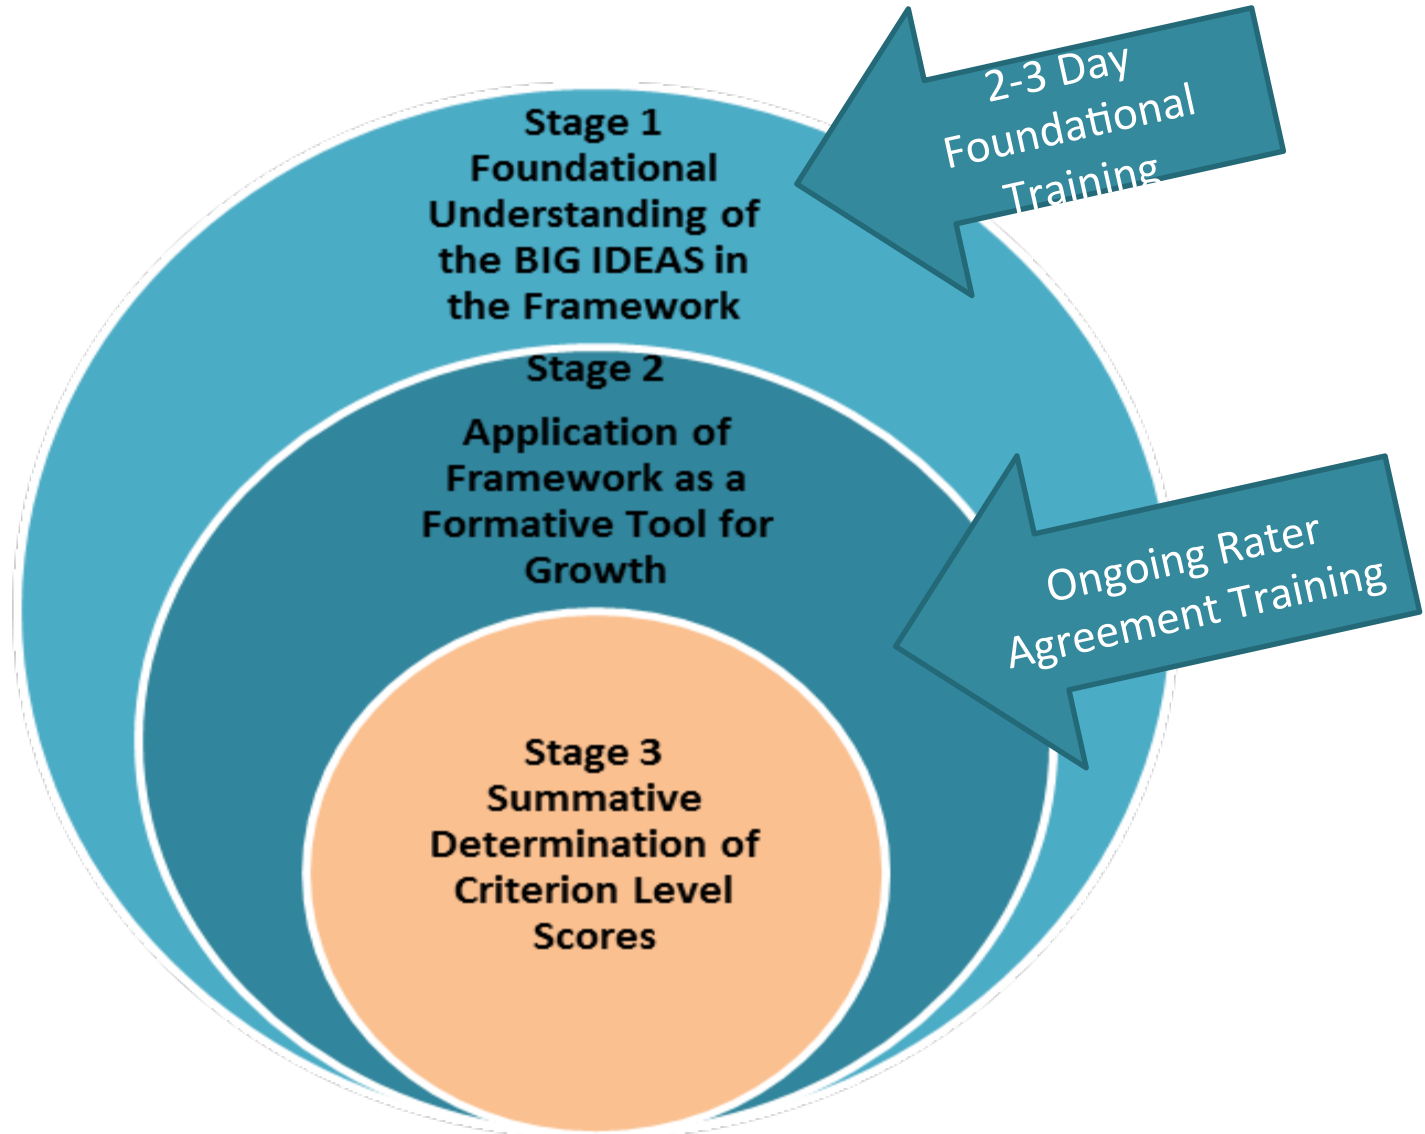 2-3 Day
Foundational
Training
Stage 1
Foundational
Understanding of
the BIG IDEAS in
the Framework
Stage 2
Application of
Framework as a
Formative Tool for
Growth
Ongoing Rater
Agreement Training
Stage 3
Summative
Determination of
Criterion Level
Scores